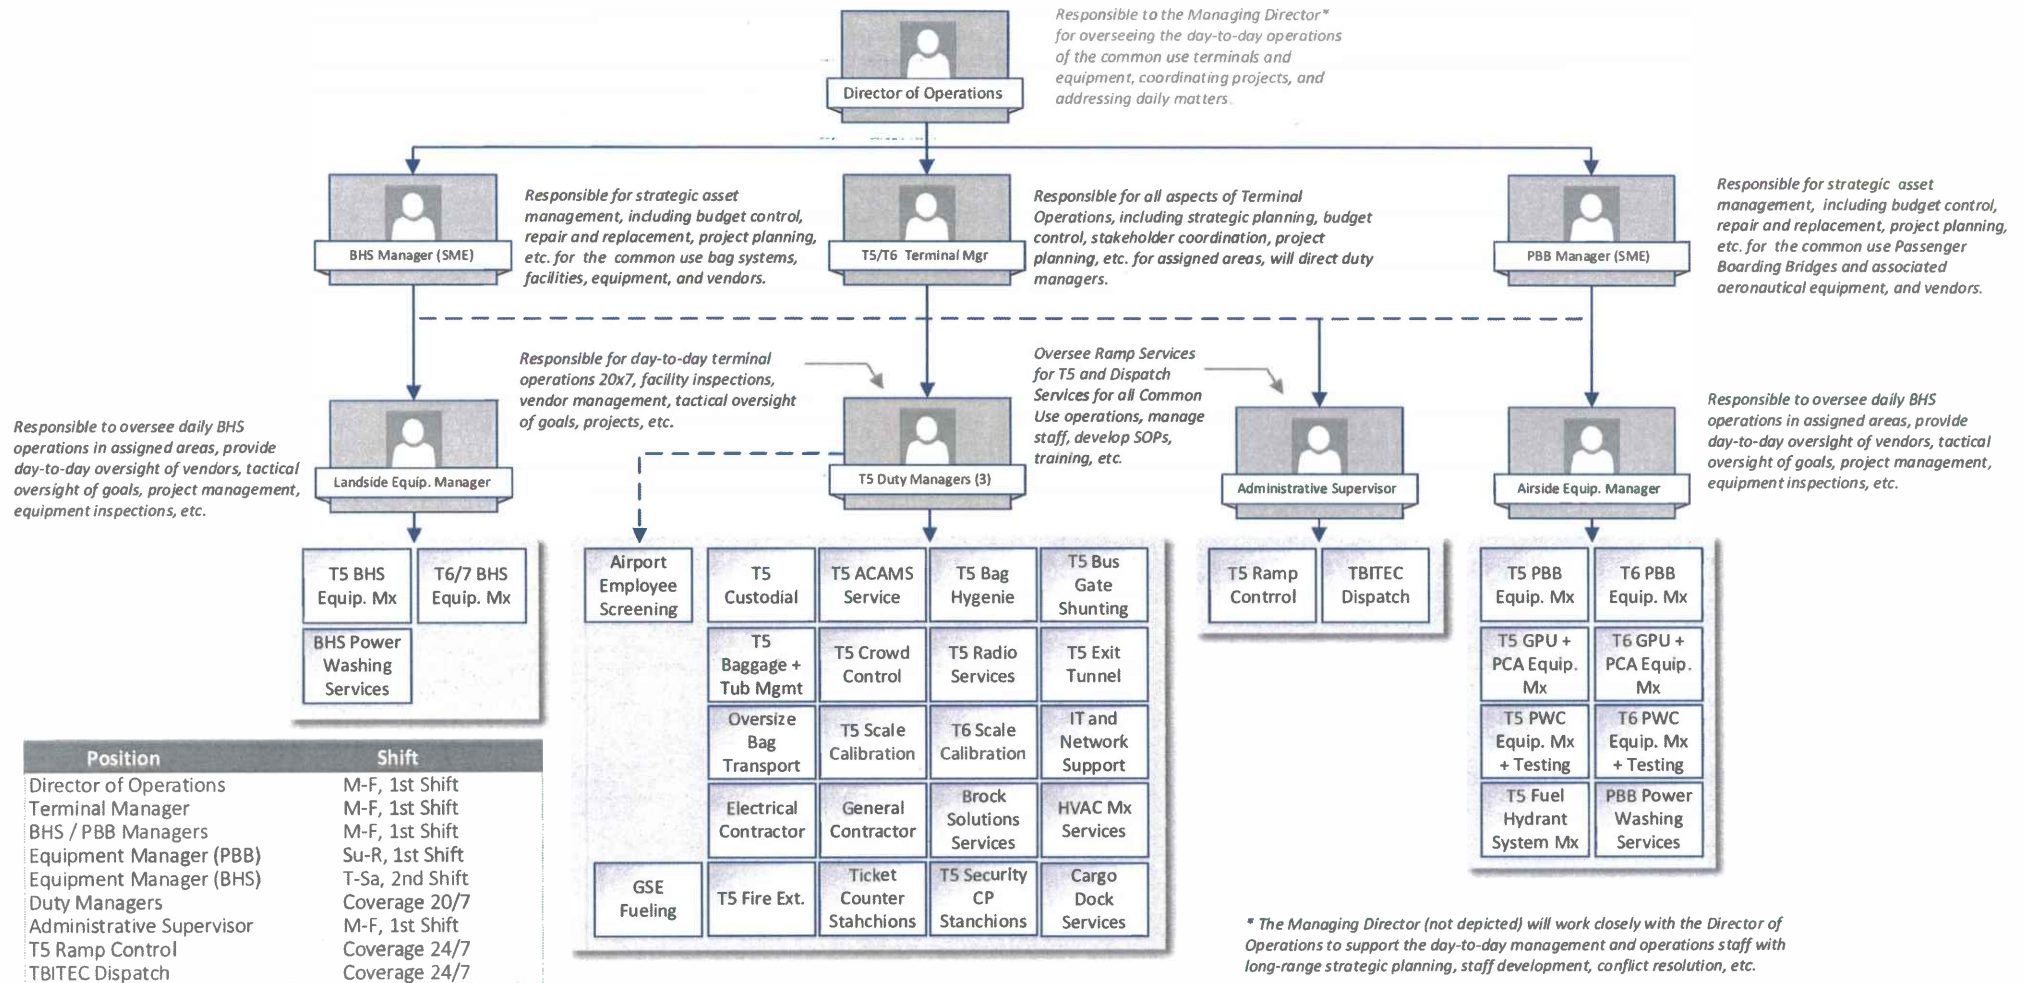 Responsible to the Managing Director*
for overseeing the day-to-day operations
of the common use terminals and
equipment, coordinating projects, and
addressing daily matters.
Director of Operations
BHS Manager (SME)
Responsible for strategic asset
management, including budget control,
repair and replacement, project planning,
etc. for the common use bag systems,
facilities, equipment, and vendors.
T5/T6 Terminal Mgr
Responsible for all aspects of Terminal
Operations, including strategic planning, budget
control, stakeholder coordination, project
planning, etc. for assigned areas, will direct duty
managers.
PBB Manager (SME)
Responsible for strategic asset
management, including budget control,
repair and replacement, project planning,
etc. for the common use Passenger
Boarding Bridges and associated
aeronautical equipment, and vendors.
Responsible to oversee daily BHS
operations in assigned areas, provide
day-to-day oversight of vendors, tactical
oversight of goals, project management,
equipment inspections, etc.
Landside Equip. Manager
Responsible for day-to-day terminal
operations 20x7, facility inspections,
vendor management, tactical oversight
of goals, projects, etc.
T5 Duty Managers (3)
Oversee Ramp Services
for T5 and Dispatch
Services for all Common
Use operations, manage
staff, develop SOPs,
training, etc.
Administrative Supervisor
Airside Equip. Manager
Responsible to oversee daily BHS
operations in assigned areas, provide
day-to-day oversight of vendors, tactical
oversight of goals, project management,
equipment inspections, etc.
T5 BHS
Equip. Mx
T6/7 BHS
Equip. Mx
BHS Power
Washing
Services
Airport
Employee
Screening
T5
Custodial
T5 ACAMS
Service
T5 Bag
Hygenie
T5 Bus
Gate
Shunting
T5
Baggage +
Tub Mgmt
T5 Crowd
Control
T5 Radio
Services
T5 Exit
Tunnel
Oversize
Bag
Transport
T5 Scale
Calibration
T6 Scale
Calibration
IT and
Network
Support
Electrical
Contractor
General
Contractor
Brock
Solutions
Services
HVAC Mx
Services
GSE
Fueling
T5 Fire Ext.
Ticket
Counter
Stahchions
T5 Security
CP
Stanchions
Cargo
Dock
Services
T5 Ramp
Contrrol
TBITEC
Dispatch
T5 PBB
Equip. Mx
T6 PBB
Equip. Mx
T5 GPU +
PCA Equip.
Mx
T6 GPU +
PCA Equip.
Mx
T5 PWC
Equip. Mx
+ Testing
T6 PWC
Equip. Mx
+ Testing
T5 Fuel
Hydrant
System Mx
PBB Power
Washing
Services
Position Shift
Director of Operations M-F, 1st Shift
Terminal Manager M-F, 1st Shift
BHS / PBB Managers M-F, 1st Shift
Equipment Manager (PBB) Su-R, 1st Shift
Equipment Manager (BHS) T-Sa, 2nd Shift
Duty Managers Coverage 20/7
Administrative Supervisor M-F, 1st Shift
T5 Ramp Control Coverage 24/7
TBITEC Dispatch Coverage 24/7
* The Managing Director (not depicted) will work closely with the Director of
Operations to support the day-to-day management and operations staff with
long-range strategic planning, staff development, conflict resolution, etc.